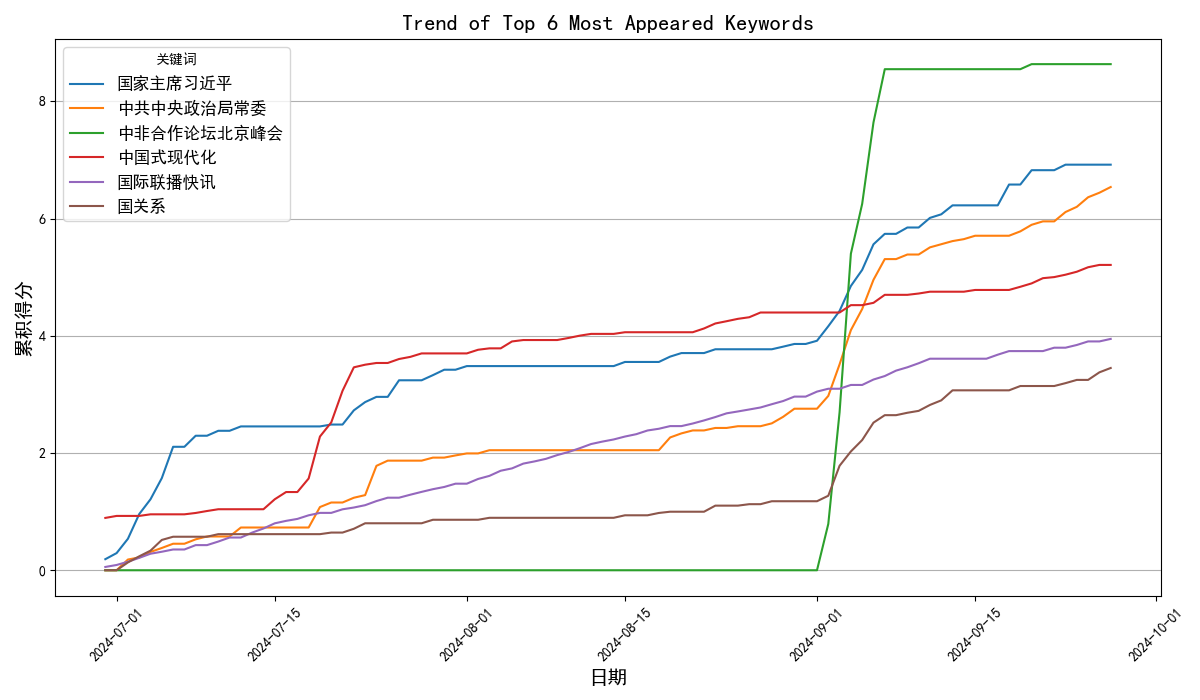 Trend of Top 6 Most Appeared Keywords
关键词
国家主席习近平
中共中央政治局常委
中非合作论坛北京峰会
中国式现代化
国际联播快讯
国关系
累积得分
8
6
4
2
0
2024-07-01
2024-07-15
2024-08-01
2024-08-15
2024-09-01
2024-09-15
2024-10-01
日期